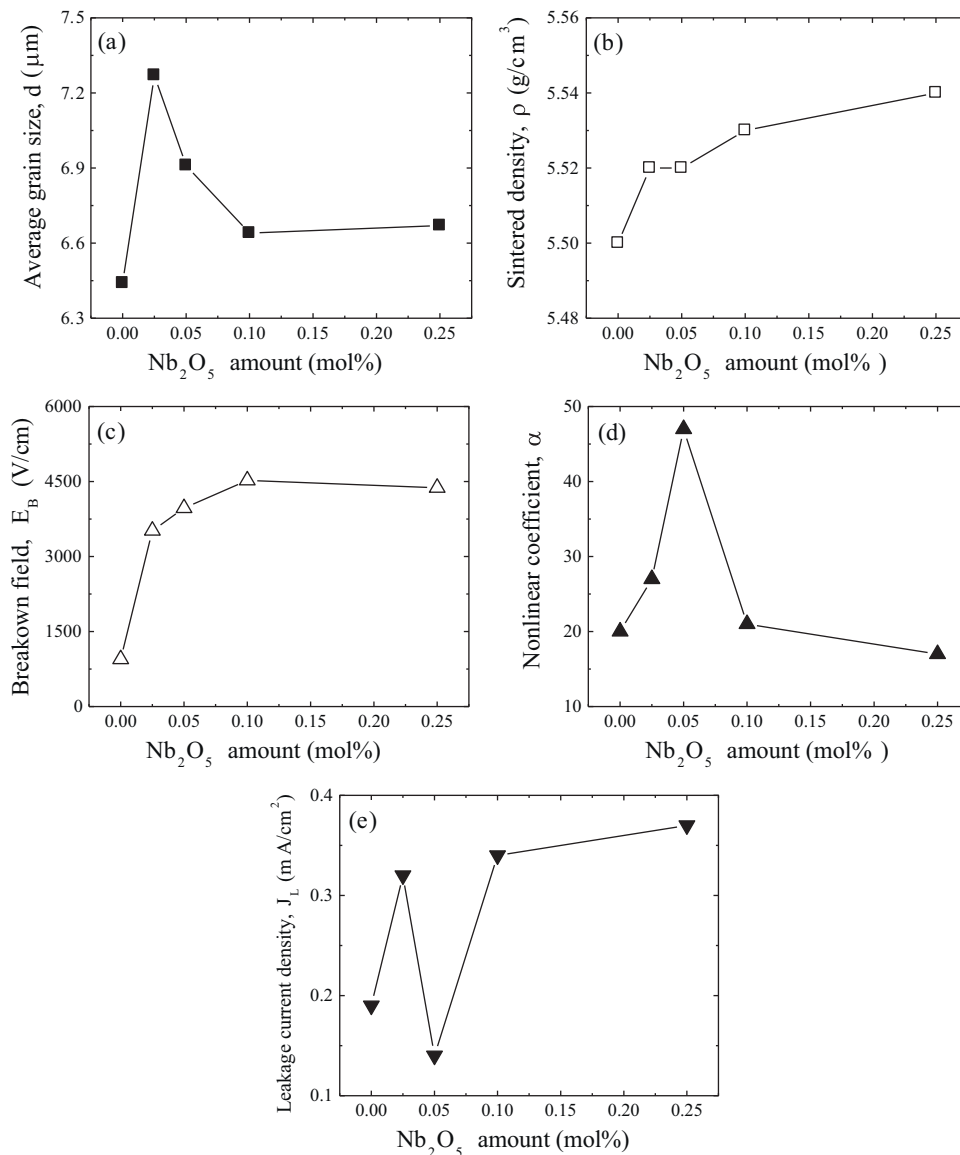 (a)
Average grain size, d (μm)
7.5
7.2
6.9
6.6
6.3
0.00 0.05 0.10 0.15 0.20 0.25
Nb₂O₅ amount (mol%)
(b)
Sintered density, ρ (g/cm³)
5.56
5.54
5.52
5.50
5.48
0.00 0.05 0.10 0.15 0.20 0.25
Nb₂O₅ amount (mol% )
(c)
Breakown field, E_B (V/cm)
6000
4500
3000
1500
0
0.00 0.05 0.10 0.15 0.20 0.25
Nb₂O₅ amount (mol%)
(d)
Nonlinear coefficient, α
50
40
30
20
10
0.00 0.05 0.10 0.15 0.20 0.25
Nb₂O₅ amount (mol% )
(e)
Leakage current density, J_L (m A/cm²)
0.4
0.3
0.2
0.1
0.00 0.05 0.10 0.15 0.20 0.25
Nb₂O₅ amount (mol%)